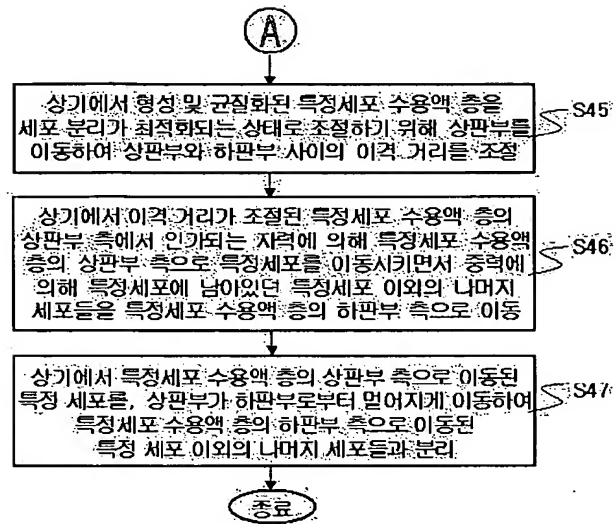 A
상기에서 형성 및 균질화된 특정세포 수용액 층을
세포 분리가 최적화되는 상태로 조절하기 위해 상판부를
이동하여 상판부와 하판부 사이의 이격 거리를 조절
S45
상기에서 이격 거리가 조절된 특정세포 수용액 층의
상판부 측에서 인가되는 자력에 의해 특정세포 수용액
층의 상판부 측으로 특정세포를 이동시키면서 중력에
의해 특정세포에 남아있던 특정세포 이외의 나머지
세포들을 특정세포 수용액 층의 하판부 측으로 이동
S46
상기에서 특정세포 수용액 층의 상판부 측으로 이동된
특정 세포를, 상판부가 하판부로부터 멀어지게 이동하여
특정세포 수용액 층의 하판부 측으로 이동된
특정 세포 이외의 나머지 세포들과 분리
S47
종료